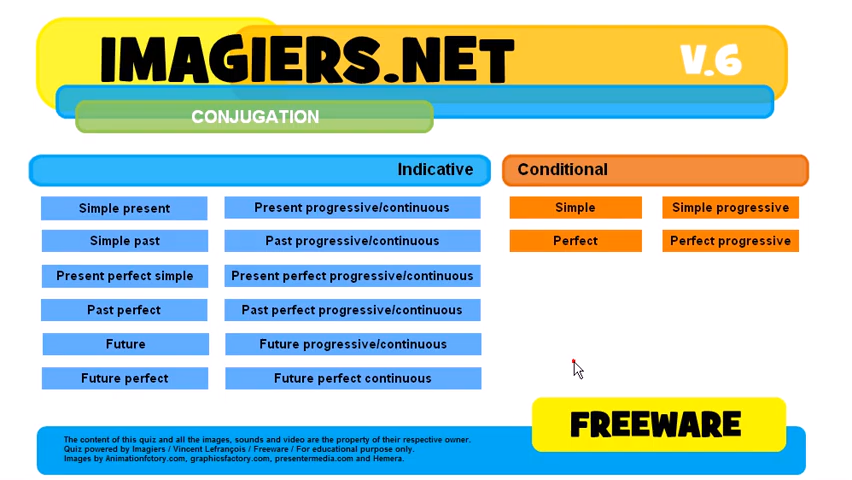 IMAGIERS.NET
V.6
CONJUGATION
Indicative
Conditional
Simple present
Present progressive/continuous
Simple
Simple progressive
Simple past
Past progressive/continuous
Perfect
Perfect progressive
Present perfect simple
Present perfect progressive/continuous
Past perfect
Past perfect progressive/continuous
Future
Future progressive/continuous
Future perfect
Future perfect continuous
FREEWARE
The content of this quiz and all the images, sounds and video are the property of their respective owner.
Quiz powered by Imagiers / Vincent Lefrançois / Freeware / For educational purpose only.
Images by Animationfctory.com, graphicsfactory.com, presentermedia.com and Hemera.